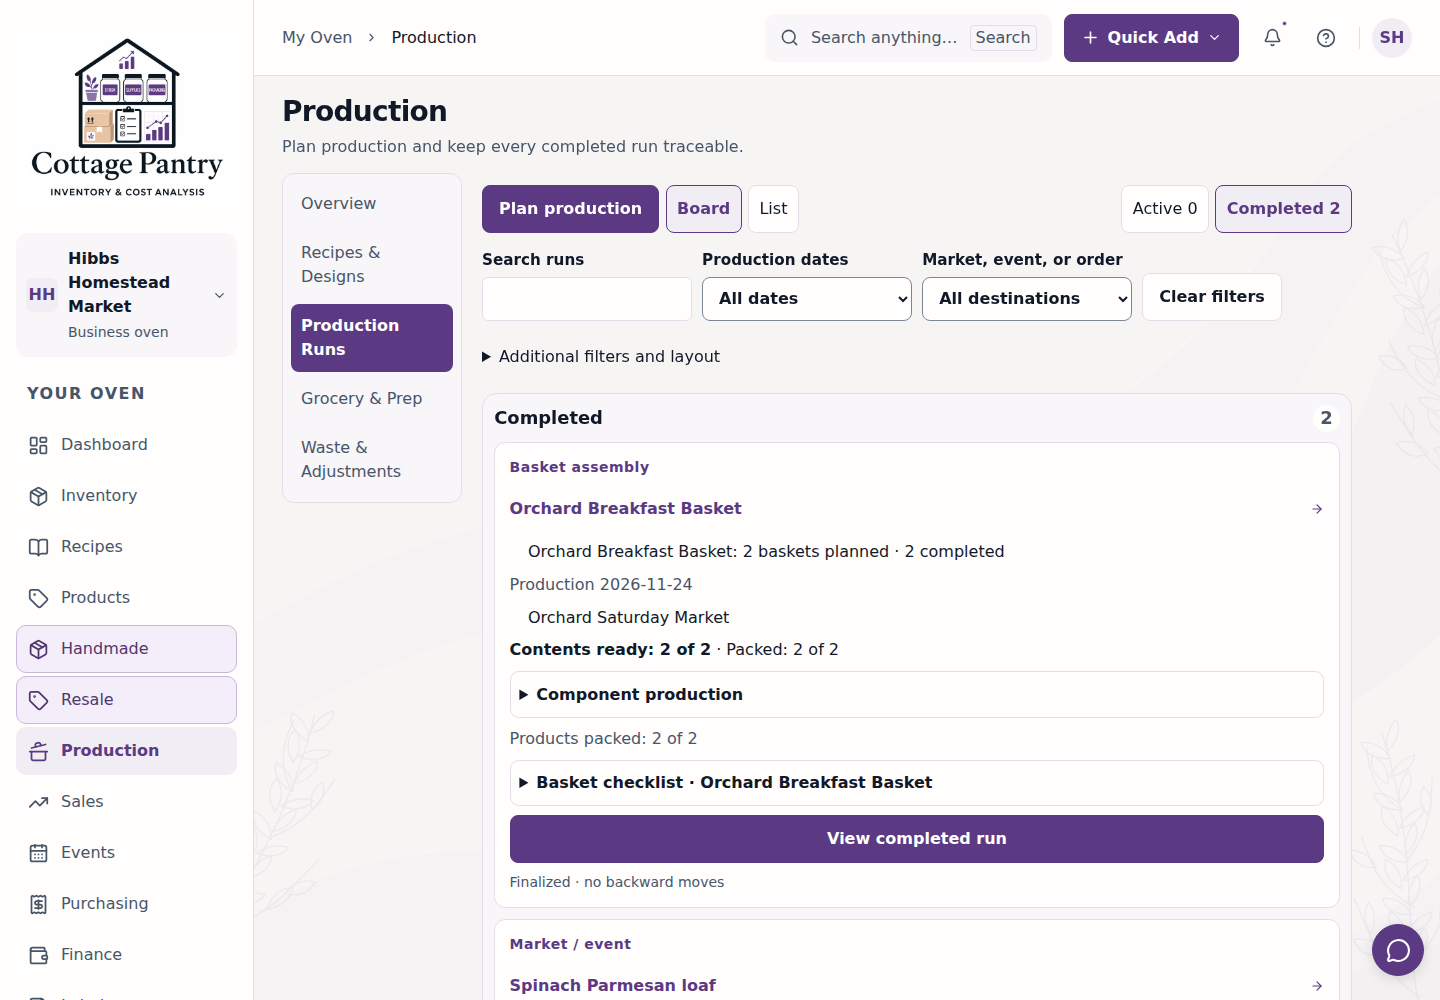 Cottage Pantry
INVENTORY & COST ANALYSIS
HH
Hibbs
Homestead
Market
Business oven
YOUR OVEN
Dashboard
Inventory
Recipes
Products
Handmade
Resale
Production
Sales
Events
Purchasing
Finance
My Oven
Production
Search anything...
Search
Quick Add
SH
Production
Plan production and keep every completed run traceable.
Overview
Recipes &
Designs
Production
Runs
Grocery & Prep
Waste &
Adjustments
Plan production
Board
List
Active 0
Completed 2
Search runs
Production dates
Market, event, or order
All dates
All destinations
Clear filters
Additional filters and layout
Completed
2
Basket assembly
Orchard Breakfast Basket
Orchard Breakfast Basket: 2 baskets planned · 2 completed
Production 2026-11-24
Orchard Saturday Market
Contents ready: 2 of 2 · Packed: 2 of 2
Component production
Products packed: 2 of 2
Basket checklist · Orchard Breakfast Basket
View completed run
Finalized · no backward moves
Market / event
Spinach Parmesan loaf